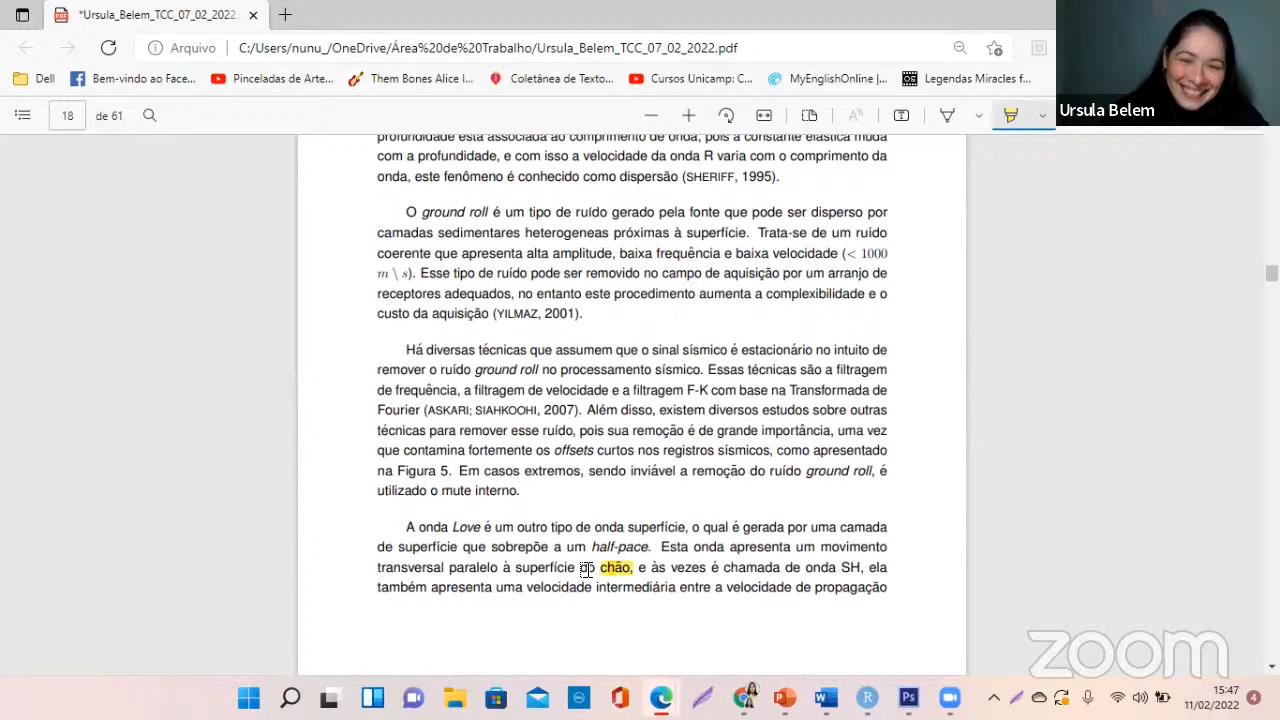 *Ursula_Belem_TCC_07_02_2022.
Arquivo
C:/Users/nunu_/OneDrive/Área%20de%20Trabalho/Ursula_Belem_TCC_07_02_2022.pdf
Dell
Bem-vindo ao Face...
Pinceladas de Arte...
Them Bones Alice I...
Coletânea de Texto...
Cursos Unicamp: C...
MyEnglishOnline |...
Legendas Miracles f...
18 de 61
Ursula Belem
profundidade está associada ao comprimento de onda, pois a constante elástica muda
com a profundidade, e com isso a velocidade da onda R varia com o comprimento da
onda, este fenômeno é conhecido como dispersão (SHERIFF, 1995).
O ground roll é um tipo de ruído gerado pela fonte que pode ser disperso por
camadas sedimentares heterogeneas próximas à superfície. Trata-se de um ruído
coerente que apresenta alta amplitude, baixa frequência e baixa velocidade (< 1000
m \ s). Esse tipo de ruído pode ser removido no campo de aquisição por um arranjo de
receptores adequados, no entanto este procedimento aumenta a complexibilidade e o
custo da aquisição (YILMAZ, 2001).
Há diversas técnicas que assumem que o sinal sísmico é estacionário no intuito de
remover o ruído ground roll no processamento sísmico. Essas técnicas são a filtragem
de frequência, a filtragem de velocidade e a filtragem F-K com base na Transformada de
Fourier (ASKARI; SIAHKOOHI, 2007). Além disso, existem diversos estudos sobre outras
técnicas para remover esse ruído, pois sua remoção é de grande importância, uma vez
que contamina fortemente os offsets curtos nos registros sísmicos, como apresentado
na Figura 5. Em casos extremos, sendo inviável a remoção do ruído ground roll, é
utilizado o mute interno.
A onda Love é um outro tipo de onda superfície, o qual é gerada por uma camada
de superfície que sobrepõe a um half-pace. Esta onda apresenta um movimento
transversal paralelo à superfície do chão, e às vezes é chamada de onda SH, ela
também apresenta uma velocidade intermediária entre a velocidade de propagação
zoom
15:47
11/02/2022
4